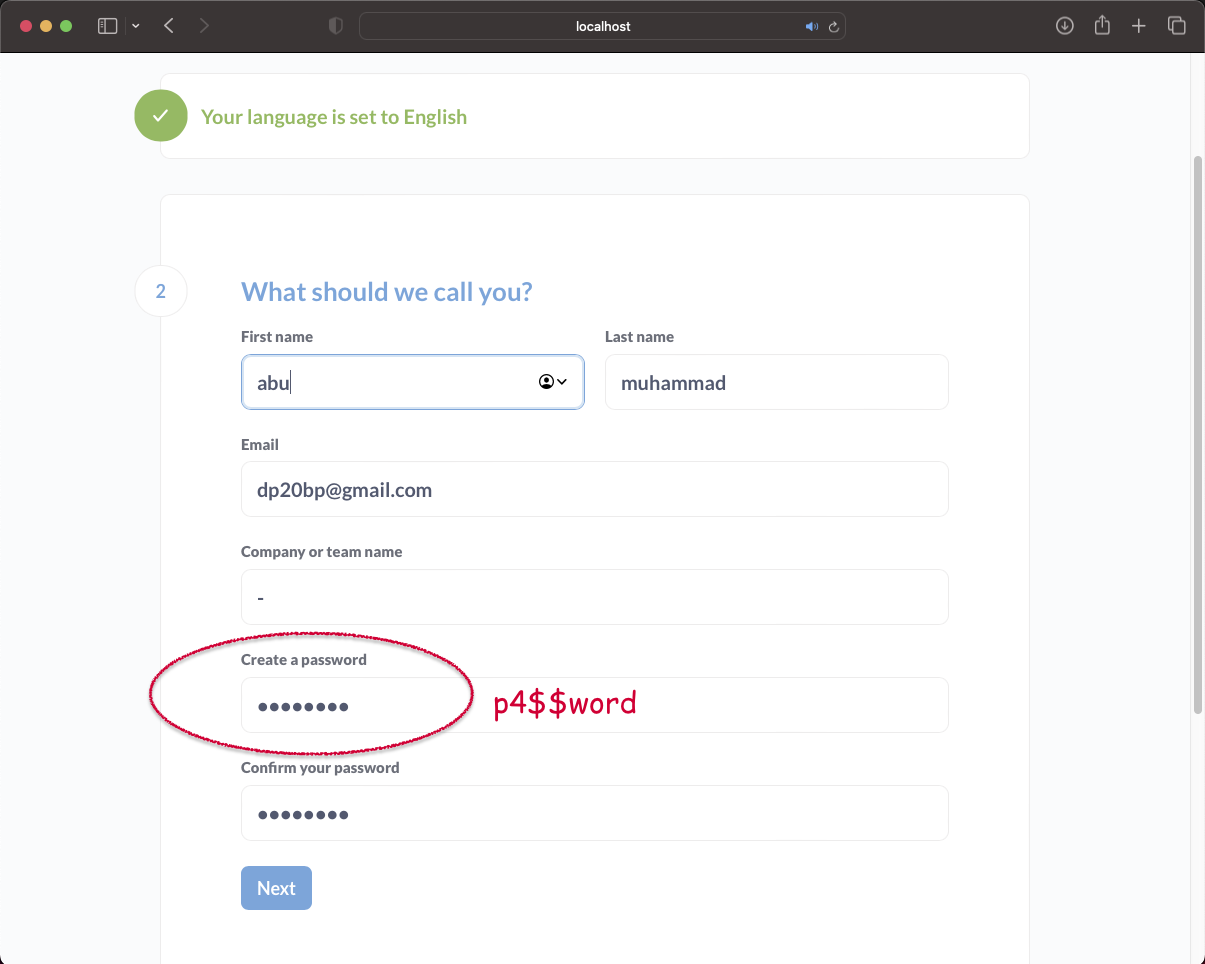 localhost
Your language is set to English
2
What should we call you?
First name
Last name
abu
muhammad
Email
dp20bp@gmail.com
Company or team name
-
Create a password
●●●●●●●●
p4$$word
Confirm your password
●●●●●●●●
Next